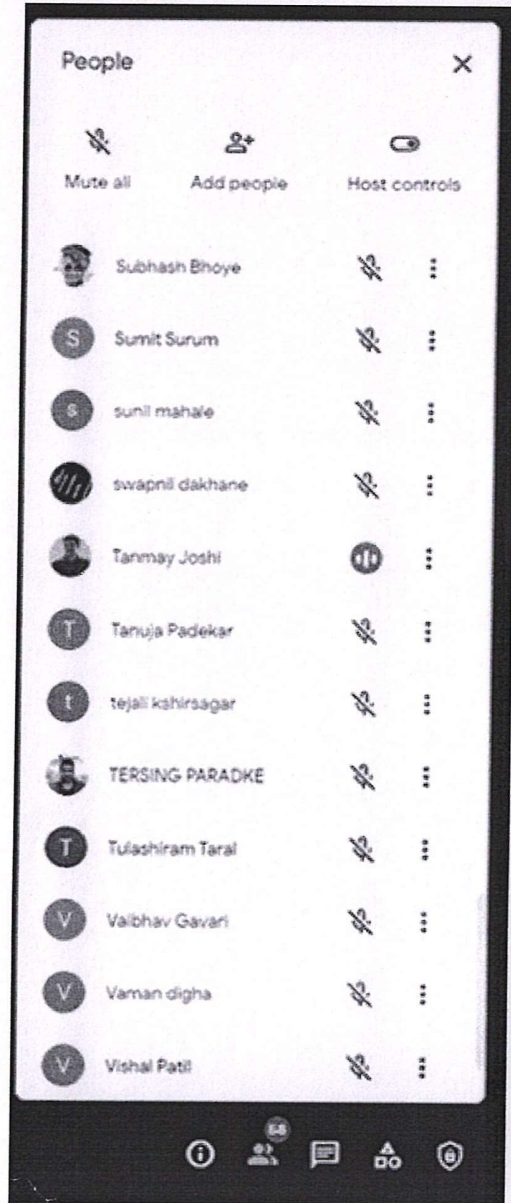 People
Mute all Add people Host controls
Subhash Bhoye
S Sumit Surum
s sunil mahale
swapnil dakhane
Tanmay Joshi
T Tanuja Padekar
t tejali kshirsagar
TERSING PARADKE
T Tulashiram Taral
V Vaibhav Gavari
V Vaman digha
V Vishal Patil
58